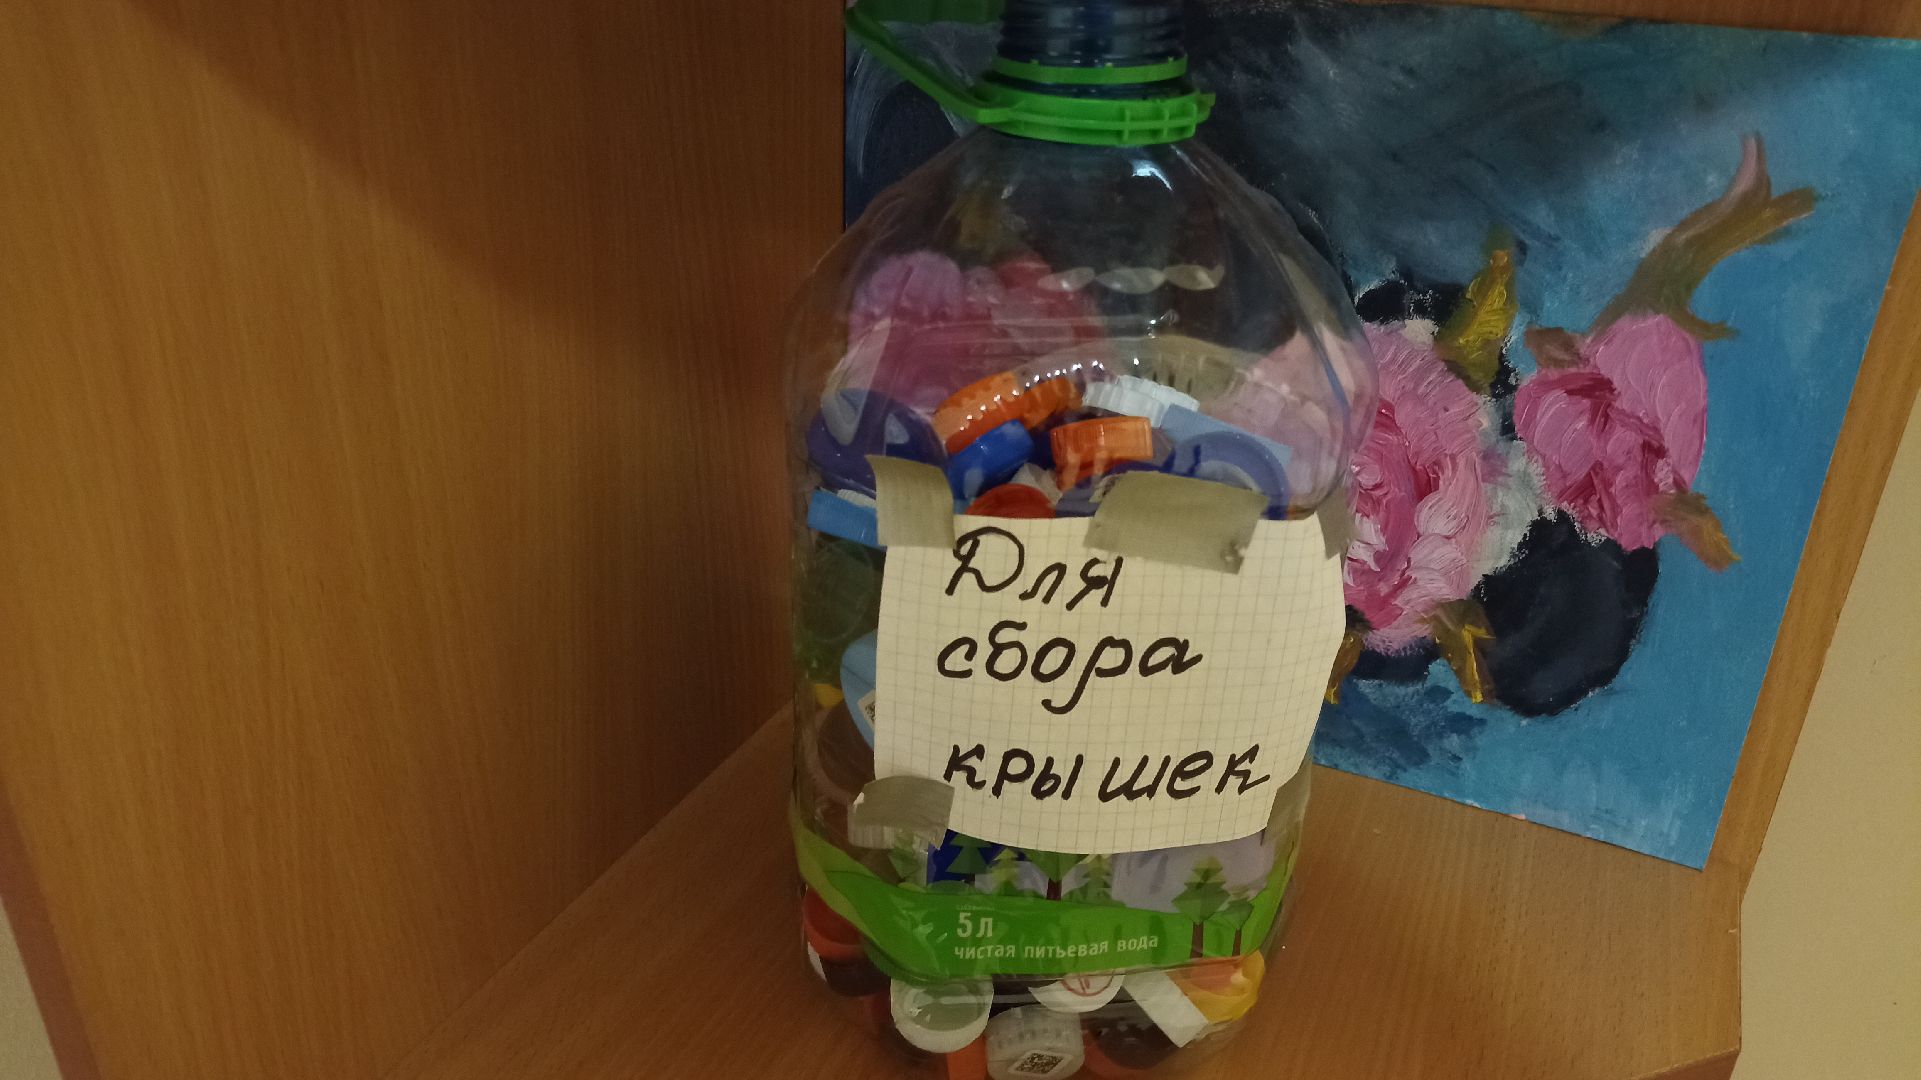 Для
сбора
крышек
5л
чистая питьевая вода